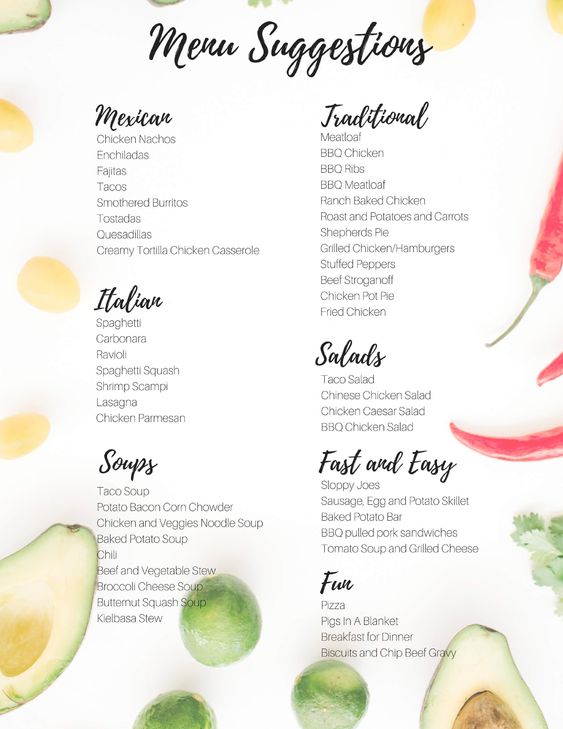 Menu Suggestions
Mexican
Chicken Nachos
Enchiladas
Fajitas
Tacos
Smothered Burritos
Tostadas
Quesadillas
Creamy Tortilla Chicken Casserole
Italian
Spaghetti
Carbonara
Ravioli
Spaghetti Squash
Shrimp Scampi
Lasagna
Chicken Parmesan
Soups
Taco Soup
Potato Bacon Corn Chowder
Chicken and Veggies Noodle Soup
Baked Potato Soup
Chili
Beef and Vegetable Stew
Broccoli Cheese Soup
Butternut Squash Soup
Kielbasa Stew
Traditional
Meatloaf
BBQ Chicken
BBQ Ribs
BBQ Meatloaf
Ranch Baked Chicken
Roast and Potatoes and Carrots
Shepherds Pie
Grilled Chicken/Hamburgers
Stuffed Peppers
Beef Stroganoff
Chicken Pot Pie
Fried Chicken
Salads
Taco Salad
Chinese Chicken Salad
Chicken Caesar Salad
BBQ Chicken Salad
Fast and Easy
Sloppy Joes
Sausage, Egg and Potato Skillet
Baked Potato Bar
BBQ pulled pork sandwiches
Tomato Soup and Grilled Cheese
Fun
Pizza
Pigs In A Blanket
Breakfast for Dinner
Biscuits and Chip Beef Gravy